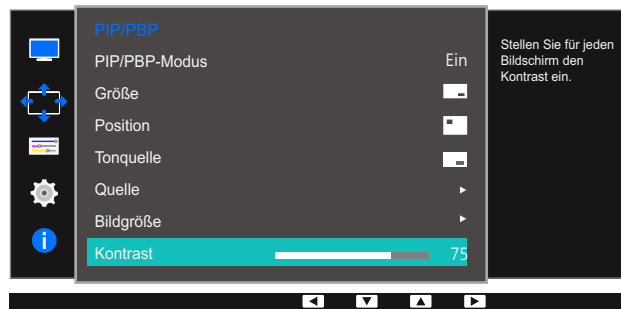 PIP/PBP
PIP/PBP-Modus Ein
Größe
Position
Tonquelle
Quelle
Bildgröße
Kontrast 75
Stellen Sie für jeden
Bildschirm den
Kontrast ein.